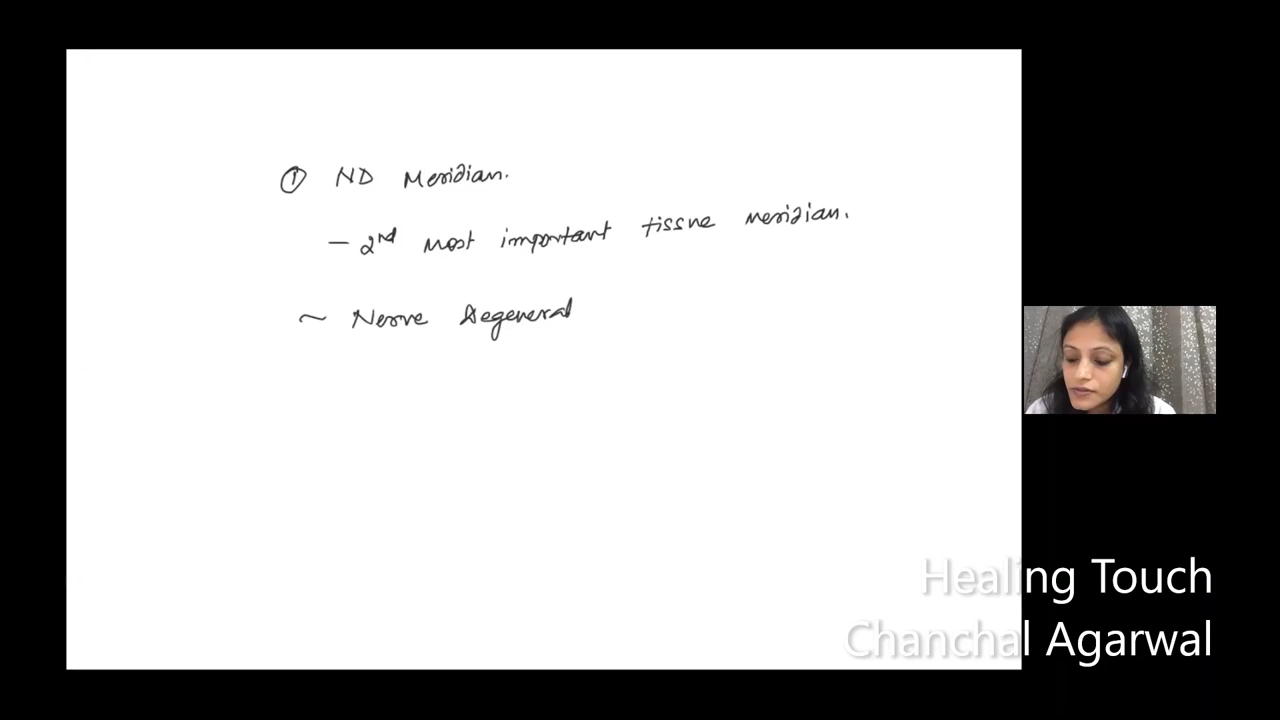 ① ND Meridian.
- 2nd most important tissue meridian.
~ Nerve degenerat
Healing Touch
Chanchal Agarwal